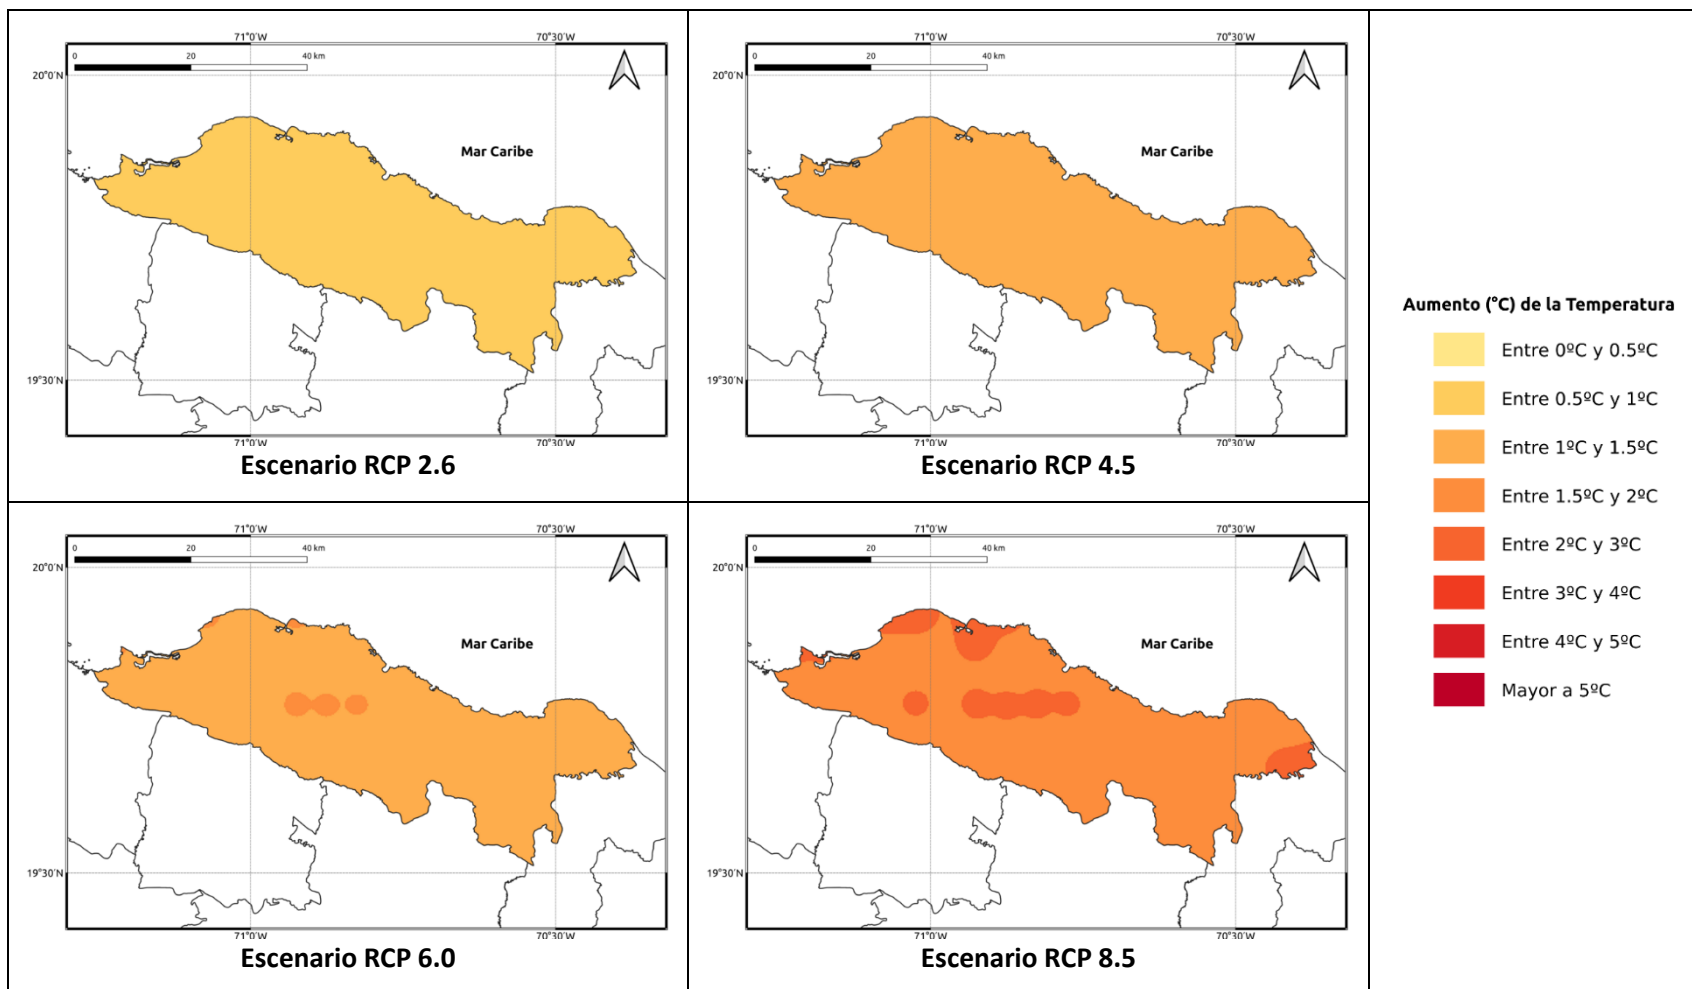 71°0'W 70°30'W
0 20 40 km
20°0'N
Mar Caribe
19°30'N
71°0'W 70°30'W
Escenario RCP 2.6
71°0'W 70°30'W
0 20 40 km
20°0'N
Mar Caribe
19°30'N
71°0'W 70°30'W
Escenario RCP 4.5
71°0'W 70°30'W
0 20 40 km
20°0'N
Mar Caribe
19°30'N
71°0'W 70°30'W
Escenario RCP 6.0
71°0'W 70°30'W
0 20 40 km
20°0'N
Mar Caribe
19°30'N
71°0'W 70°30'W
Escenario RCP 8.5
Aumento (°C) de la Temperatura
Entre 0ºC y 0.5ºC
Entre 0.5ºC y 1ºC
Entre 1ºC y 1.5ºC
Entre 1.5ºC y 2ºC
Entre 2ºC y 3ºC
Entre 3ºC y 4ºC
Entre 4ºC y 5ºC
Mayor a 5ºC